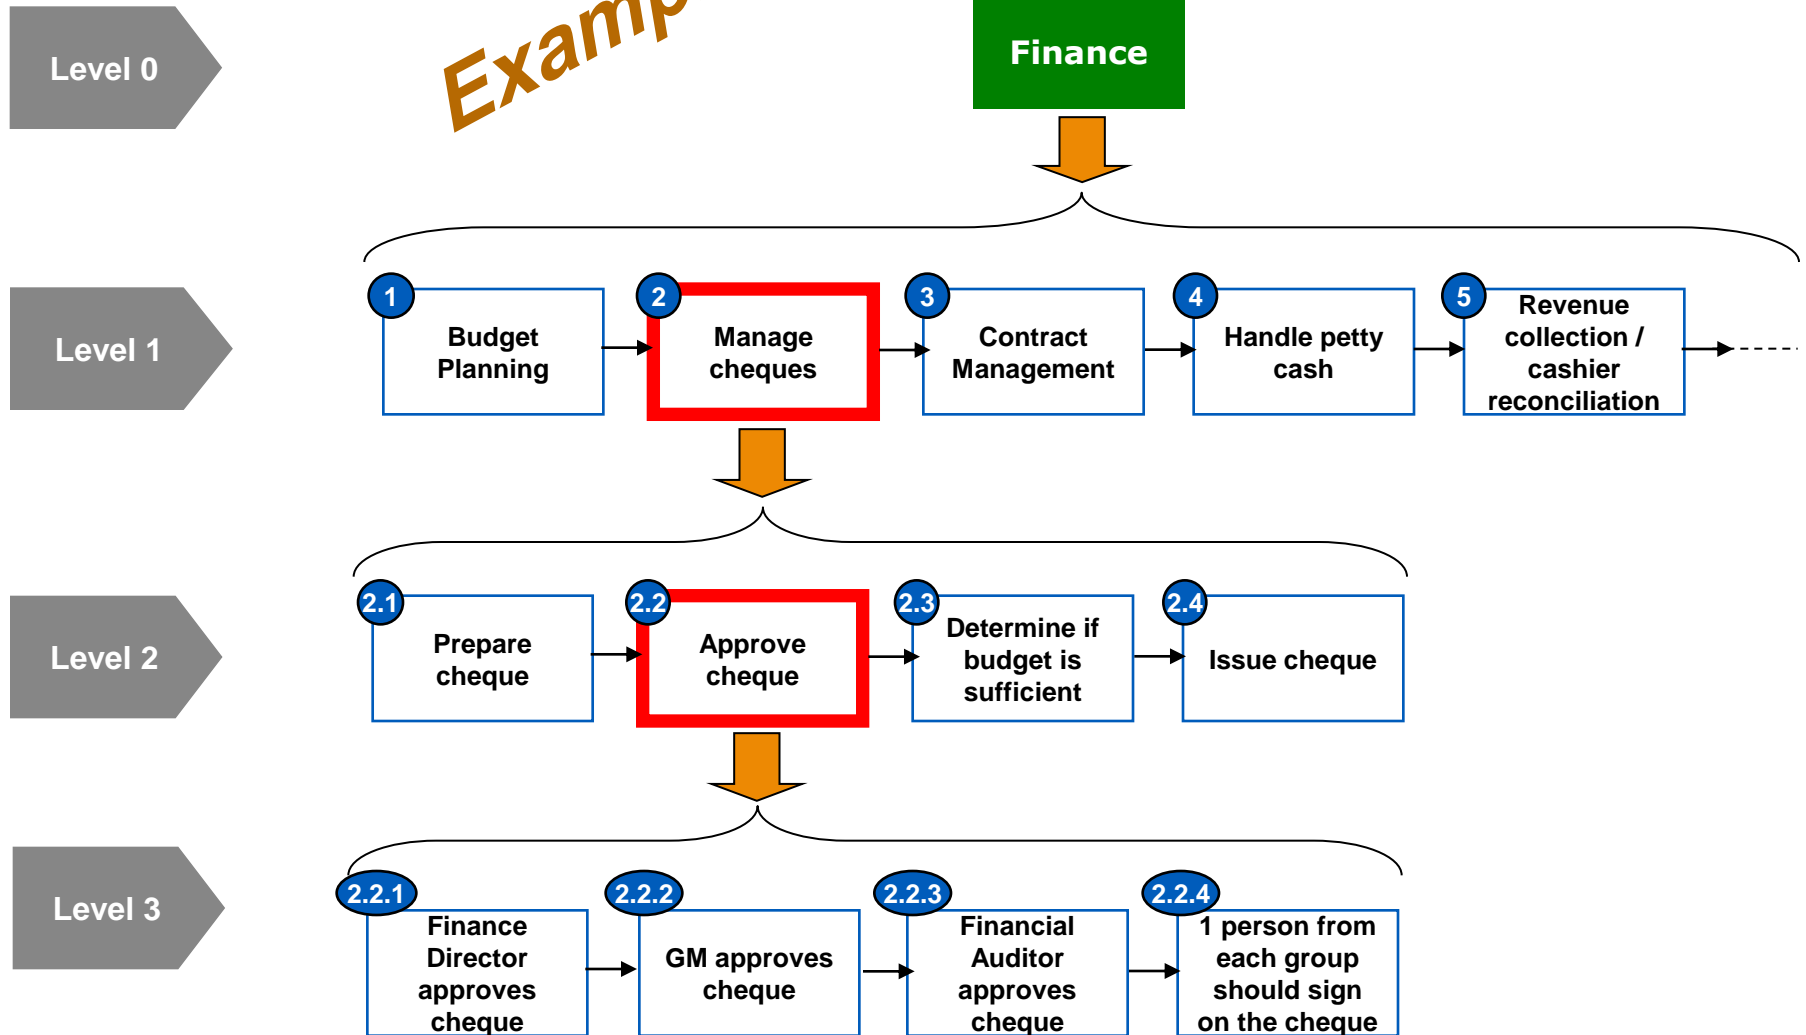 Level 0
Finance
Level 1
1
Budget
Planning
2
Manage
cheques
3
Contract
Management
4
Handle petty
cash
5
Revenue
collection /
cashier
reconciliation
Level 2
2.1
Prepare
cheque
2.2
Approve
cheque
2.3
Determine if
budget is
sufficient
2.4
Issue cheque
Level 3
2.2.1
Finance
Director
approves
cheque
2.2.2
GM approves
cheque
2.2.3
Financial
Auditor
approves
cheque
2.2.4
1 person from
each group
should sign
on the cheque